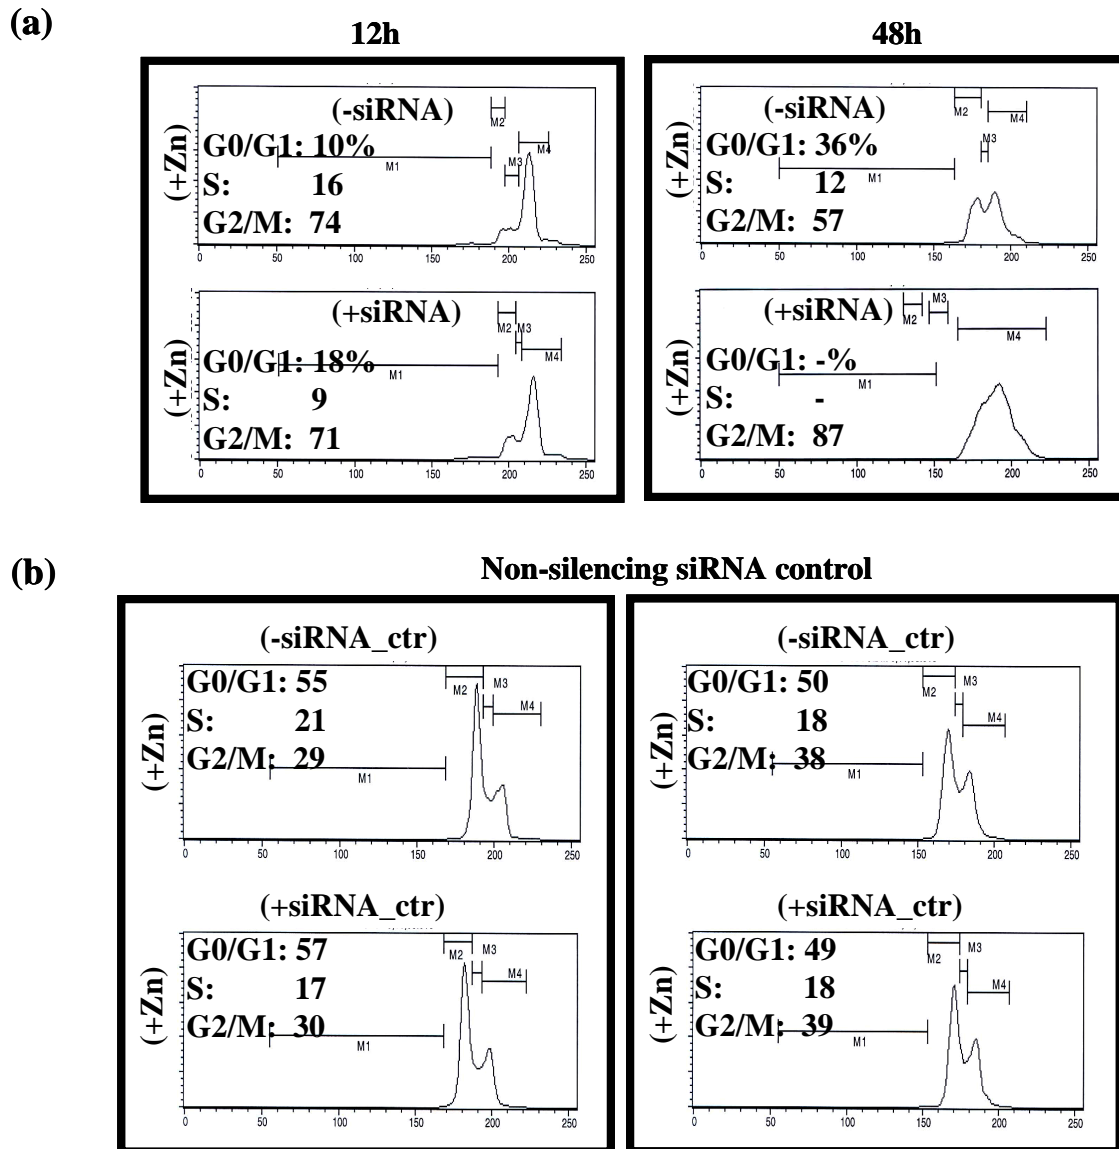 (a)
12h
48h
(-siRNA)
M2
(+Zn)
G0/G1: 10%
M4
M3
M1
S: 16
G2/M: 74
0 50 100 150 200 250
(+siRNA)
M2 M3
(+Zn)
M4
G0/G1: 18%
M1
S: 9
G2/M: 71
0 50 100 150 200 250
(-siRNA)
M2
M4
(+Zn)
G0/G1: 36%
M3
M1
S: 12
G2/M: 57
0 50 100 150 200 250
(+siRNA)
M2
M3
M4
(+Zn)
G0/G1: -%
M1
S: -
G2/M: 87
0 50 100 150 200 250
(b)
Non-silencing siRNA control
(-siRNA_ctr)
(+Zn)
G0/G1: 55
M2 M3
M4
S: 21
G2/M: 29
M1
0 50 100 150 200 250
(+siRNA_ctr)
(+Zn)
G0/G1: 57
M2 M3
M4
S: 17
G2/M: 30
M1
0 50 100 150 200 250
(-siRNA_ctr)
(+Zn)
G0/G1: 50
M2 M3
M4
S: 18
G2/M: 38
M1
0 50 100 150 200 250
(+siRNA_ctr)
(+Zn)
G0/G1: 49
M2 M3
M4
S: 18
G2/M: 39
M1
0 50 100 150 200 250